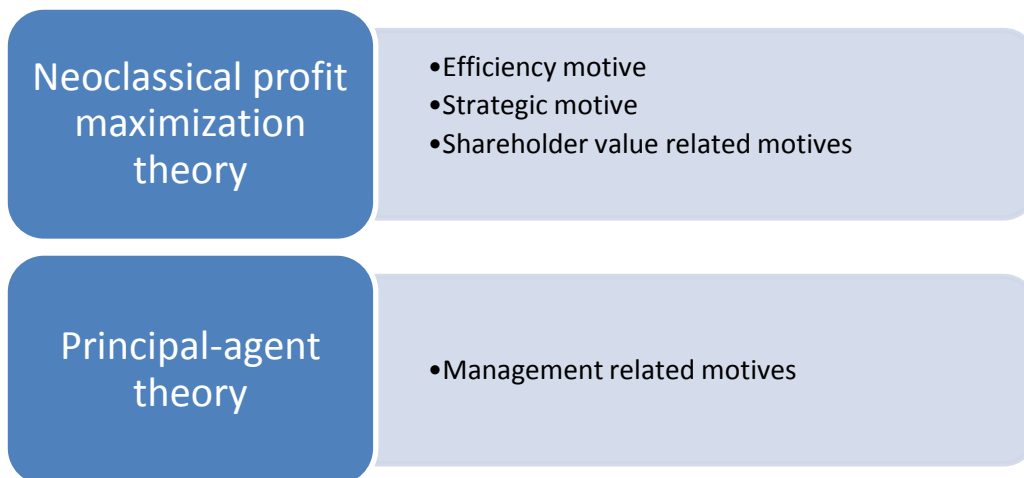 Neoclassical profit
maximization
theory
•Efficiency motive
•Strategic motive
•Shareholder value related motives
Principal-agent
theory
•Management related motives